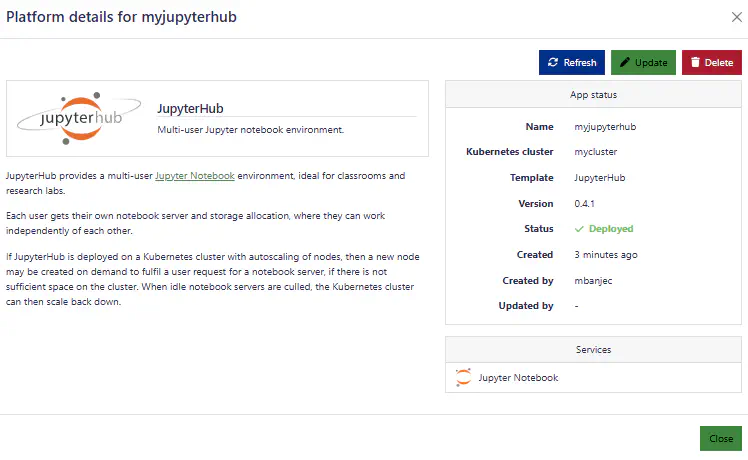 Platform details for myjupyterhub
Refresh
Update
Delete
jupyterhub
JupyterHub
Multi-user Jupyter notebook environment.
JupyterHub provides a multi-user Jupyter Notebook environment, ideal for classrooms and
research labs.
Each user gets their own notebook server and storage allocation, where they can work
independently of each other.
If JupyterHub is deployed on a Kubernetes cluster with autoscaling of nodes, then a new node
may be created on demand to fulfil a user request for a notebook server, if there is not
sufficient space on the cluster. When idle notebook servers are culled, the Kubernetes cluster
can then scale back down.
App status
Name myjupyterhub
Kubernetes cluster mycluster
Template JupyterHub
Version 0.4.1
Status Deployed
Created 3 minutes ago
Created by mbanjec
Updated by -
Services
Jupyter Notebook
Close